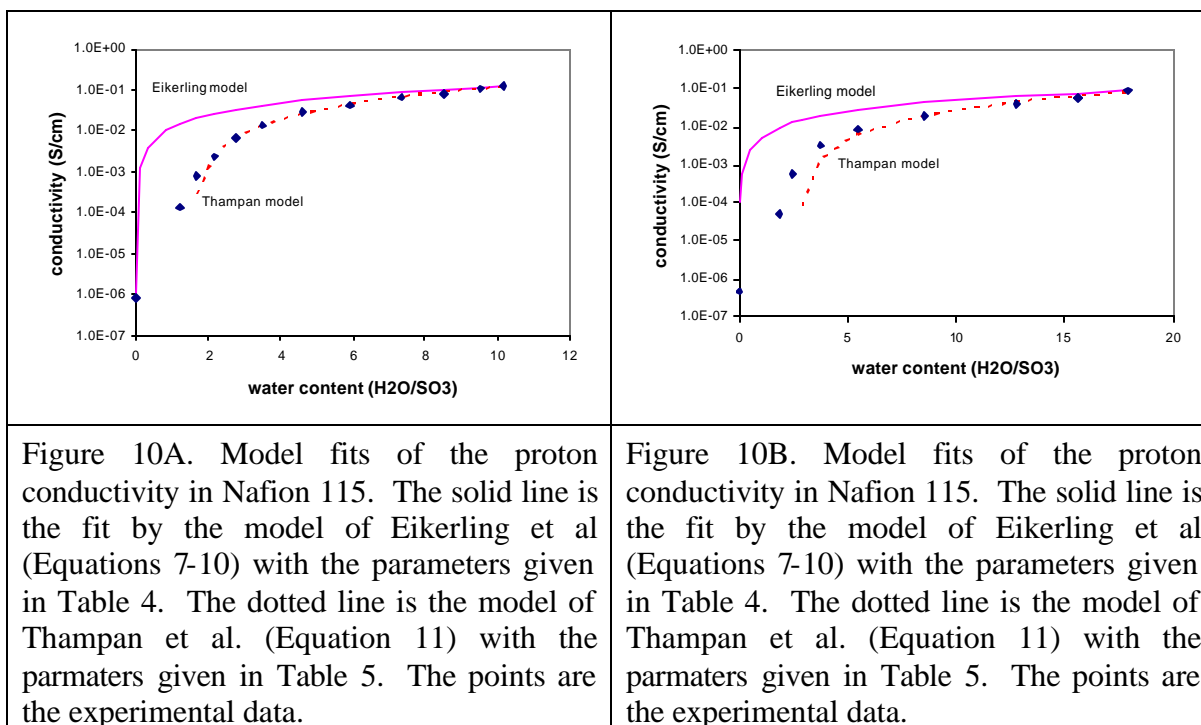 1.0E+00
1.0E-01
1.0E-02
1.0E-03
1.0E-04
1.0E-05
1.0E-06
1.0E-07
conductivity (S/cm)
Eikerling model
Thampan model
0 2 4 6 8 10 12
water content (H2O/SO3)
Figure 10A. Model fits of the proton
conductivity in Nafion 115. The solid line is
the fit by the model of Eikerling et al
(Equations 7-10) with the parameters given
in Table 4. The dotted line is the model of
Thampan et al. (Equation 11) with the
parmaters given in Table 5. The points are
the experimental data.
1.0E+00
1.0E-01
1.0E-02
1.0E-03
1.0E-04
1.0E-05
1.0E-06
1.0E-07
conductivity (S/cm)
Eikerling model
Thampan model
0 5 10 15 20
water content (H2O/SO3)
Figure 10B. Model fits of the proton
conductivity in Nafion 115. The solid line is
the fit by the model of Eikerling et al
(Equations 7-10) with the parameters given
in Table 4. The dotted line is the model of
Thampan et al. (Equation 11) with the
parmaters given in Table 5. The points are
the experimental data.